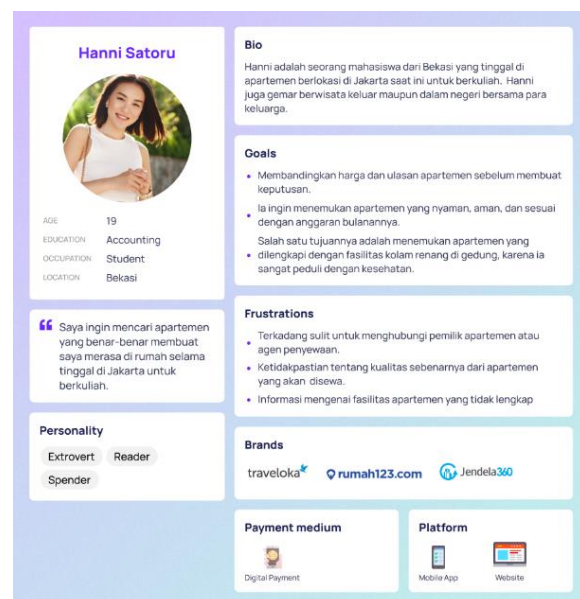 Hanni Satoru
AGE 19
EDUCATION Accounting
OCCUPATION Student
LOCATION Bekasi
Saya ingin mencari apartemen
yang benar-benar membuat
saya merasa di rumah selama
tinggal di Jakarta untuk
berkuliah.
Personality
Extrovert Reader
Spender
Bio
Hanni adalah seorang mahasiswa dari Bekasi yang tinggal di
apartemen berlokasi di Jakarta saat ini untuk berkuliah. Hanni
juga gemar berwisata keluar maupun dalam negeri bersama para
keluarga.
Goals
• Membandingkan harga dan ulasan apartemen sebelum membuat
keputusan.
• Ia ingin menemukan apartemen yang nyaman, aman, dan sesuai
dengan anggaran bulanannya.
Salah satu tujuannya adalah menemukan apartemen yang
• dilengkapi dengan fasilitas kolam renang di gedung, karena ia
sangat peduli dengan kesehatan.
Frustrations
• Terkadang sulit untuk menghubungi pemilik apartemen atau
agen penyewaan.
• Ketidakpastian tentang kualitas sebenarnya dari apartemen
yang akan disewa.
• Informasi mengenai fasilitas apartemen yang tidak lengkap
Brands
traveloka rumah123.com Jendela360
Payment medium
Digital Payment
Platform
Mobile App Website